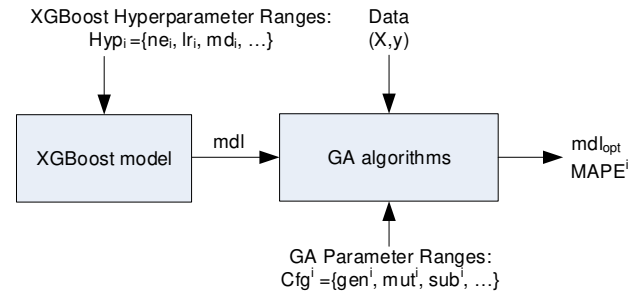 XGBoost Hyperparameter Ranges:
Hypᵢ ={neᵢ, lrᵢ, mdᵢ, …}
Data
(X,y)
XGBoost model
mdl
GA algorithms
mdlₒₚₜ
MAPEⁱ
GA Parameter Ranges:
Cfgⁱ ={genⁱ, mutⁱ, subⁱ, …}